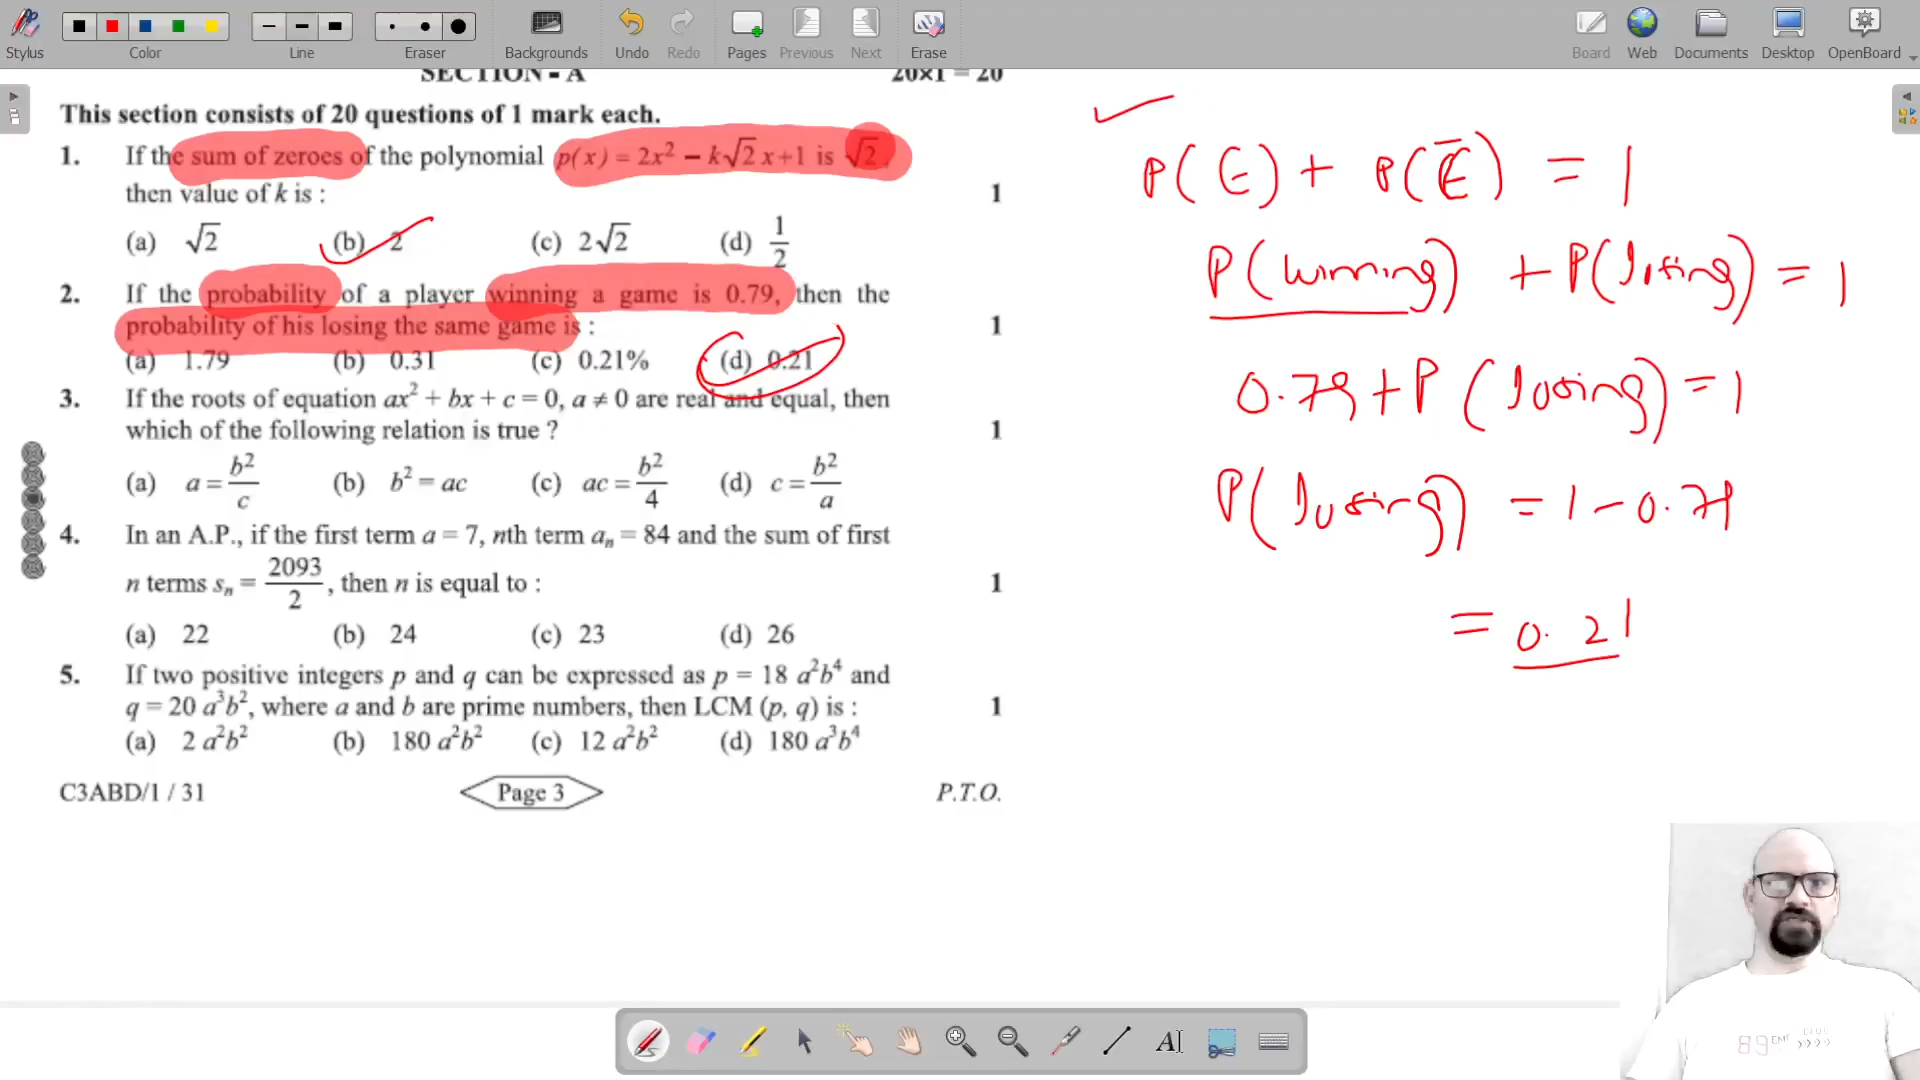 Stylus Color Line Eraser Backgrounds Undo Redo Pages Previous Next Erase Board Web Documents Desktop OpenBoard
SECTION - A 20×1 = 20
This section consists of 20 questions of 1 mark each.
1. If the sum of zeroes of the polynomial p(x) = 2x² − k√2 x+1 is √2,
then value of k is : 1
(a) √2 (b) 2 (c) 2√2 (d) 1/2
2. If the probability of a player winning a game is 0.79, then the
probability of his losing the same game is : 1
(a) 1.79 (b) 0.31 (c) 0.21% (d) 0.21
3. If the roots of equation ax² + bx + c = 0, a ≠ 0 are real and equal, then
which of the following relation is true ? 1
(a) a = b²/c (b) b² = ac (c) ac = b²/4 (d) c = b²/a
4. In an A.P., if the first term a = 7, nth term aₙ = 84 and the sum of first
n terms sₙ = 2093/2, then n is equal to : 1
(a) 22 (b) 24 (c) 23 (d) 26
5. If two positive integers p and q can be expressed as p = 18 a²b⁴ and
q = 20 a³b², where a and b are prime numbers, then LCM (p, q) is : 1
(a) 2 a²b² (b) 180 a²b² (c) 12 a²b² (d) 180 a³b⁴
C3ABD/1 / 31 Page 3 P.T.O.
P(E) + P(E̅) = 1
P(winning) + P(losing) = 1
0.79 + P(losing) = 1
P(losing) = 1 − 0.79
= 0.21